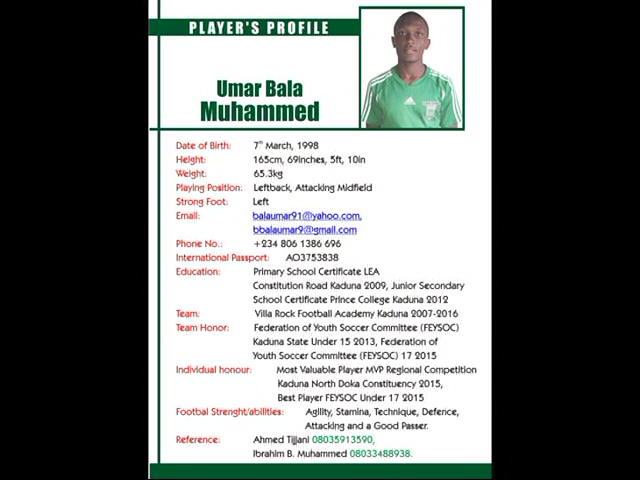 PLAYER'S PROFILE
Umar Bala
Muhammed
Date of Birth: 7th March, 1998
Height: 165cm, 69inches, 5ft, 10in
Weight: 65.3kg
Playing Position: Leftback, Attacking Midfield
Strong Foot: Left
Email: balaumar91@yahoo.com,
bbalaumar9@gmail.com
Phone No.: +234 806 1386 696
International Passport: AO3753838
Education: Primary School Certificate LEA
Constitution Road Kaduna 2009, Junior Secondary
School Certificate Prince College Kaduna 2012
Team: Villa Rock Football Academy Kaduna 2007-2016
Team Honor: Federation of Youth Soccer Committee (FEYSOC)
Kaduna State Under 15 2013, Federation of
Youth Soccer Committee (FEYSOC) 17 2015
Individual honour: Most Valuable Player MVP Regional Competition
Kaduna North Doka Constituency 2015,
Best Player FEYSOC Under 17 2015
Footbal Strenght/abilities: Agility, Stamina, Technique, Defence,
Attacking and a Good Passer.
Reference: Ahmed Tijjani 08035913590,
Ibrahim B. Muhammed 08033488938.